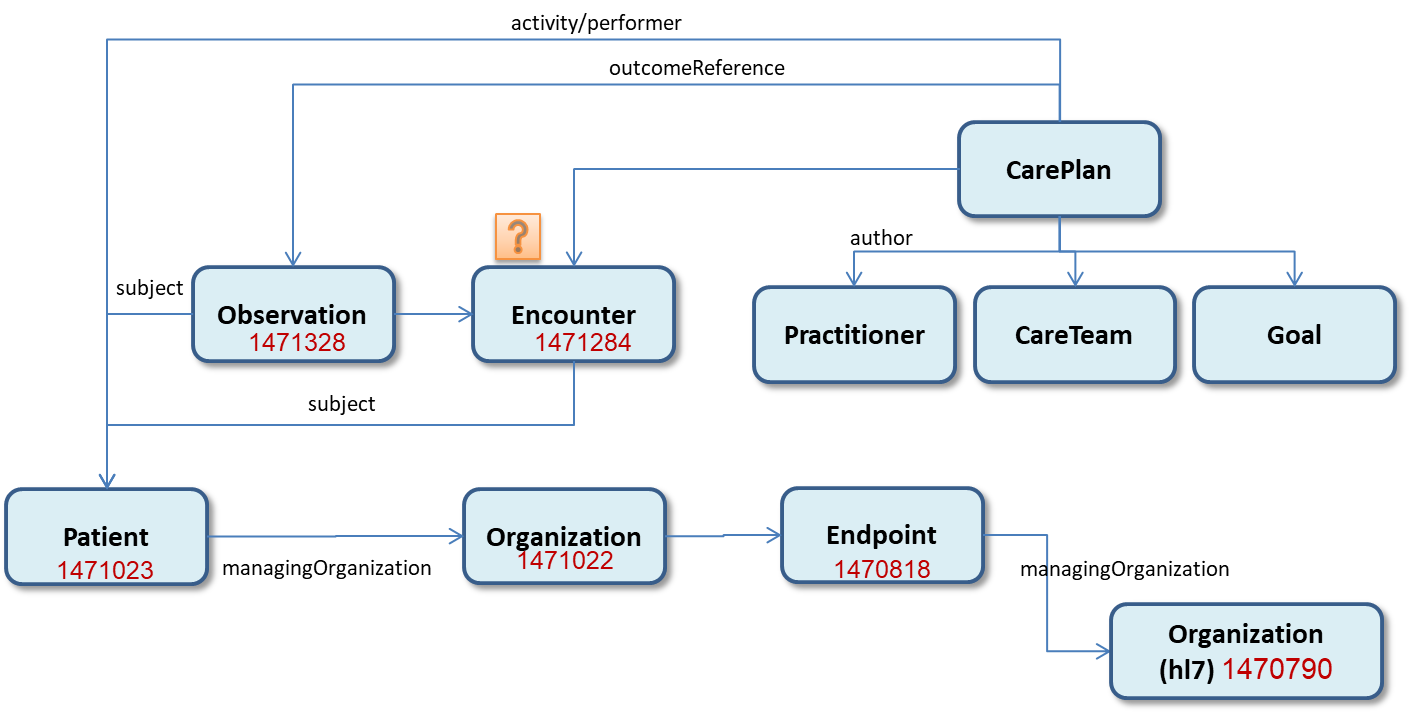 activity/performer
outcomeReference
CarePlan
?
author
subject
Observation
1471328
Encounter
1471284
Practitioner
CareTeam
Goal
subject
Patient
1471023
managingOrganization
Organization
1471022
Endpoint
1470818
managingOrganization
Organization
(hl7) 1470790